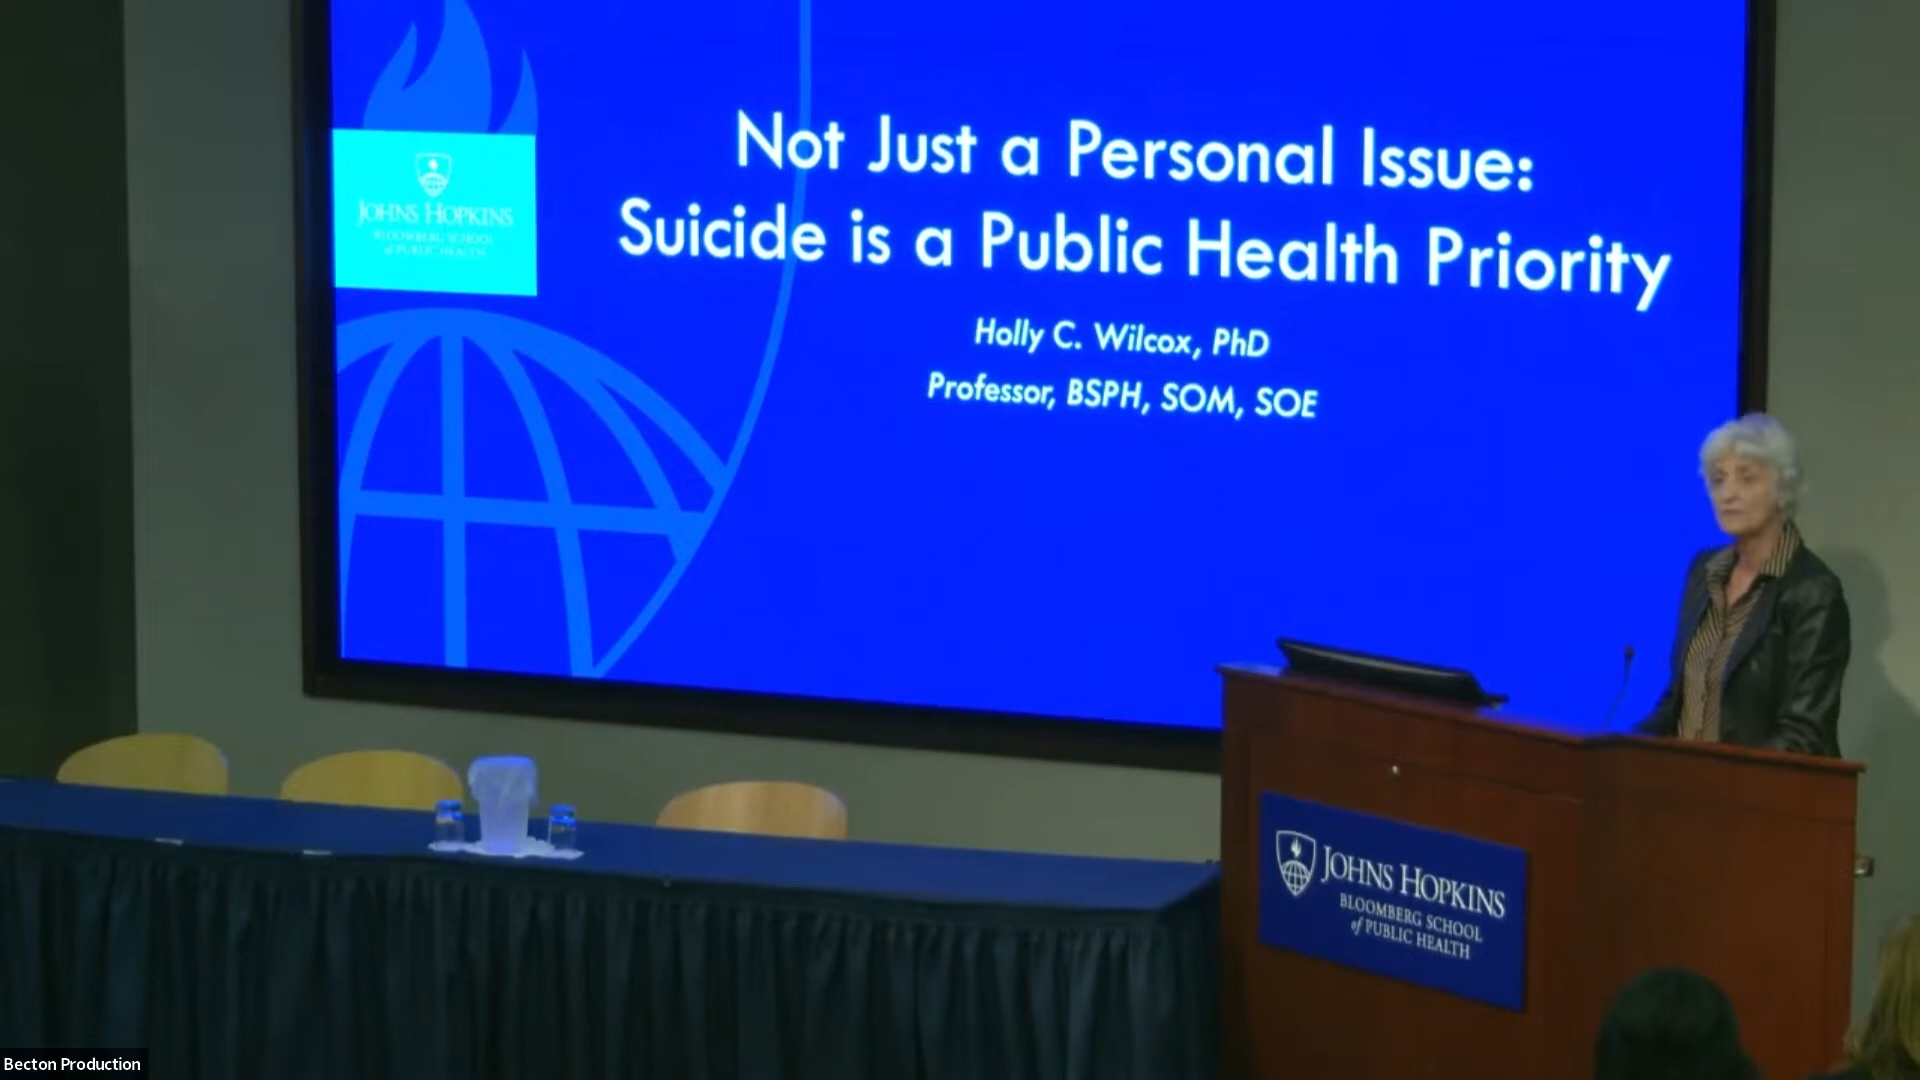 Not Just a Personal Issue:
Suicide is a Public Health Priority
Holly C. Wilcox, PhD
Professor, BSPH, SOM, SOE
JOHNS HOPKINS
BLOOMBERG SCHOOL
of PUBLIC HEALTH
JOHNS HOPKINS
BLOOMBERG SCHOOL
of PUBLIC HEALTH
Becton Production